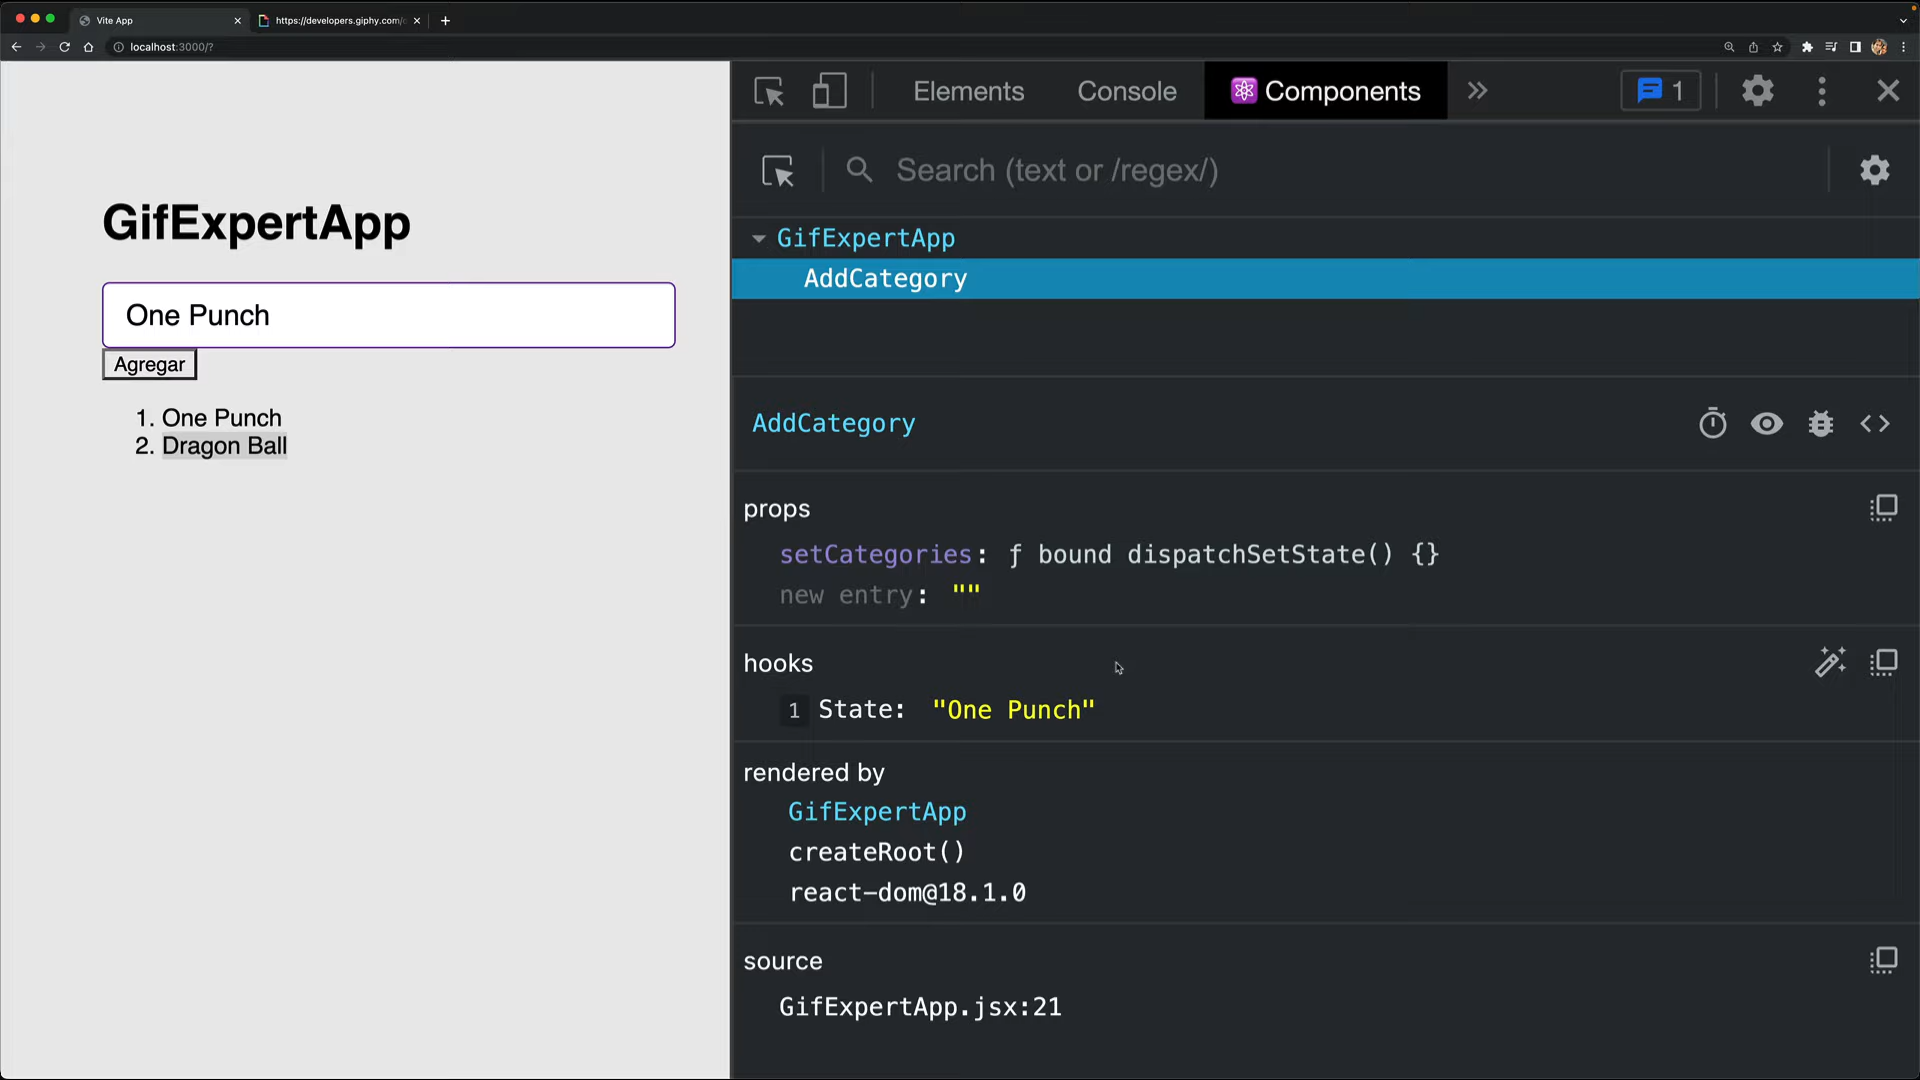 Vite App
https://developers.giphy.com/
localhost:3000/?
GifExpertApp
One Punch
Agregar
1. One Punch
2. Dragon Ball
Elements
Console
Components
1
Search (text or /regex/)
GifExpertApp
AddCategory
AddCategory
props
setCategories: ƒ bound dispatchSetState() {}
new entry: ""
hooks
1 State: "One Punch"
rendered by
GifExpertApp
createRoot()
react-dom@18.1.0
source
GifExpertApp.jsx:21